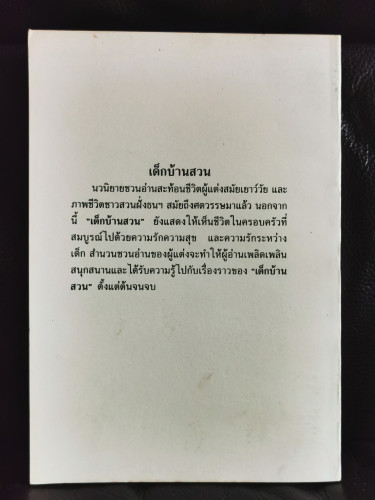 เด็กบ้านสวน
นวนิยายชวนอ่านสะท้อนชีวิตผู้แต่งสมัยเยาว์วัย และ
ภาพชีวิตชาวสวนฝั่งธนฯ สมัยถึงศตวรรษมาแล้ว นอกจาก
นี้ "เด็กบ้านสวน" ยังแสดงให้เห็นชีวิตในครอบครัวที่
สมบูรณ์ไปด้วยความรักความสุข และความรักระหว่าง
เด็ก สำนวนชวนอ่านของผู้แต่งจะทำให้ผู้อ่านเพลิดเพลิน
สนุกสนานและได้รับความรู้ไปกับเรื่องราวของ "เด็กบ้าน
สวน" ตั้งแต่ต้นจนจบ